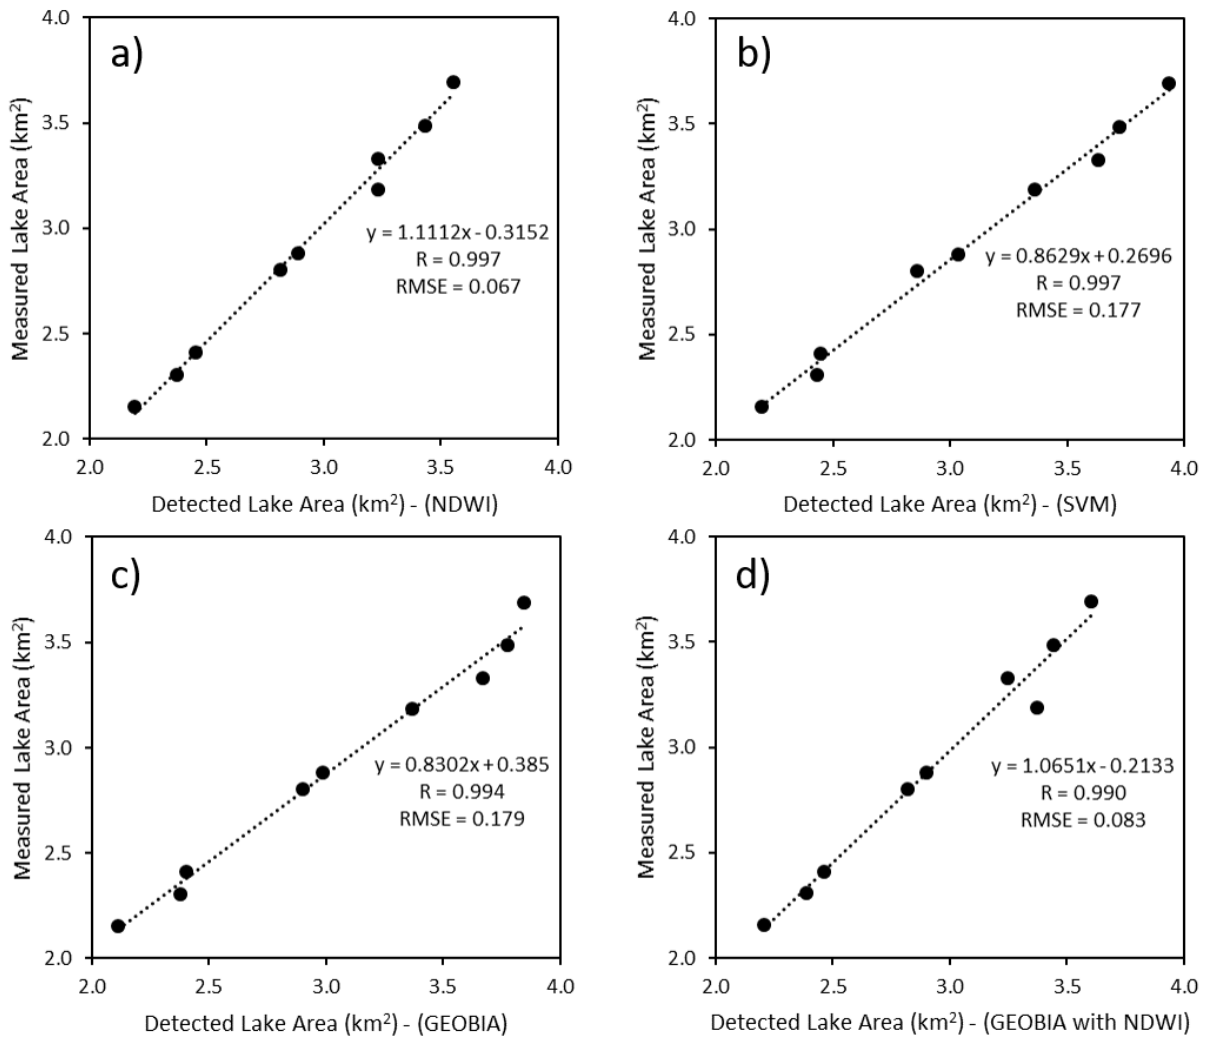 a)
Measured Lake Area (km²)
4.0
3.5
3.0
2.5
2.0
y = 1.1112x - 0.3152
R = 0.997
RMSE = 0.067
2.0 2.5 3.0 3.5 4.0
Detected Lake Area (km²) - (NDWI)
b)
Measured Lake Area (km²)
4.0
3.5
3.0
2.5
2.0
y = 0.8629x + 0.2696
R = 0.997
RMSE = 0.177
2.0 2.5 3.0 3.5 4.0
Detected Lake Area (km²) - (SVM)
c)
Measured Lake Area (km²)
4.0
3.5
3.0
2.5
2.0
y = 0.8302x + 0.385
R = 0.994
RMSE = 0.179
2.0 2.5 3.0 3.5 4.0
Detected Lake Area (km²) - (GEOBIA)
d)
Measured Lake Area (km²)
4.0
3.5
3.0
2.5
2.0
y = 1.0651x - 0.2133
R = 0.990
RMSE = 0.083
2.0 2.5 3.0 3.5 4.0
Detected Lake Area (km²) - (GEOBIA with NDWI)